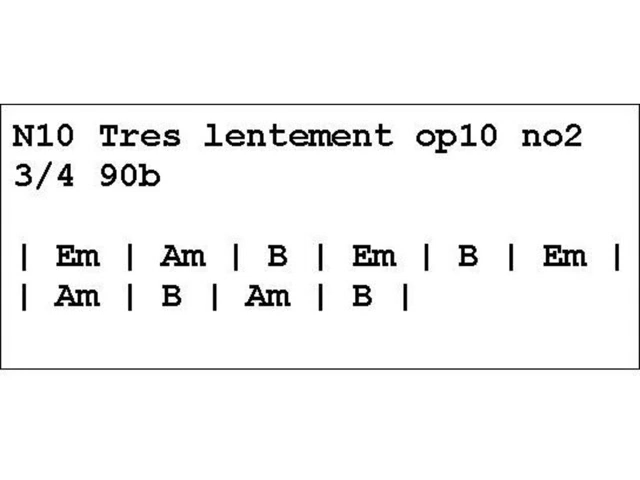 N10 Tres lentement op10 no2
3/4 90b
| Em | Am | B | Em | B | Em |
| Am | B | Am | B |